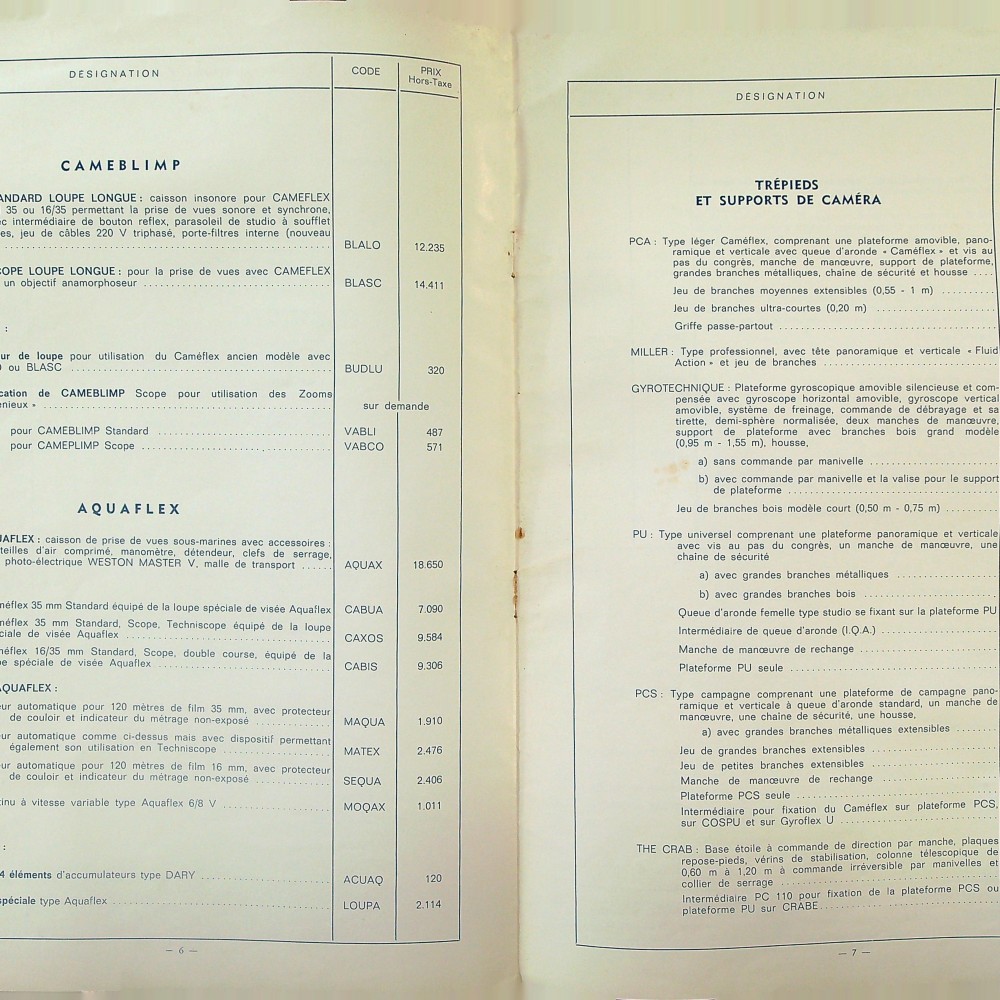 DÉSIGNATION CODE PRIX
Hors-Taxe
CAMEBLIMP
LOUPE LONGUE : caisson insonore pour CAMEFLEX
35 ou 16/35 permettant la prise de vues sonore et synchrone,
intermédiaire de bouton reflex, parasoleil de studio à soufflet
jeu de câbles 220 V triphasé, porte-filtres interne (nouveau
BLALO 12.235
LOUPE LONGUE : pour la prise de vues avec CAMEFLEX
un objectif anamorphoseur BLASC 14.411
:
de loupe pour utilisation du Caméflex ancien modèle avec
ou BLASC BUDLU 320
de CAMEBLIMP Scope pour utilisation des Zooms
» sur demande
pour CAMEBLIMP Standard VABLI 487
pour CAMEPLIMP Scope VABCO 571
AQUAFLEX
: caisson de prise de vues sous-marines avec accessoires :
d'air comprimé, manomètre, détendeur, clefs de serrage,
photo-électrique WESTON MASTER V, malle de transport AQUAX 18.650
35 mm Standard équipé de la loupe spéciale de visée Aquaflex CABUA 7.090
35 mm Standard, Scope, Techniscope équipé de la loupe
de visée Aquaflex CAXOS 9.584
16/35 mm Standard, Scope, double course, équipé de la
spéciale de visée Aquaflex CABIS 9.306
AQUAFLEX :
automatique pour 120 mètres de film 35 mm, avec protecteur
de couloir et indicateur du métrage non-exposé MAQUA 1.910
automatique comme ci-dessus mais avec dispositif permettant
également son utilisation en Techniscope MATEX 2.476
automatique pour 120 mètres de film 16 mm, avec protecteur
de couloir et indicateur du métrage non-exposé SEQUA 2.406
à vitesse variable type Aquaflex 6/8 V MOQAX 1.011
:
4 éléments d'accumulateurs type DARY ACUAQ 120
spéciale type Aquaflex LOUPA 2.114
— 6 —
DÉSIGNATION
TRÉPIEDS
ET SUPPORTS DE CAMÉRA
PCA : Type léger Caméflex, comprenant une plateforme amovible, pano-
ramique et verticale avec queue d'aronde « Caméflex » et vis au
pas du congrès, manche de manœuvre, support de plateforme,
grandes branches métalliques, chaîne de sécurité et housse ....
Jeu de branches moyennes extensibles (0,55 - 1 m) ..........
Jeu de branches ultra-courtes (0,20 m) ..........
Griffe passe-partout ..........
MILLER : Type professionnel, avec tête panoramique et verticale « Fluid
Action » et jeu de branches ..........
GYROTECHNIQUE : Plateforme gyroscopique amovible silencieuse et com-
pensée avec gyroscope horizontal amovible, gyroscope vertical
amovible, système de freinage, commande de débrayage et sa
tirette, demi-sphère normalisée, deux manches de manœuvre,
support de plateforme avec branches bois grand modèle
(0,95 m - 1,55 m), housse,
a) sans commande par manivelle ..........
b) avec commande par manivelle et la valise pour le support
de plateforme ..........
Jeu de branches bois modèle court (0,50 m - 0,75 m) ........
PU : Type universel comprenant une plateforme panoramique et verticale
avec vis au pas du congrès, un manche de manœuvre, une
chaîne de sécurité
a) avec grandes branches métalliques ..........
b) avec grandes branches bois ..........
Queue d'aronde femelle type studio se fixant sur la plateforme PU
Intermédiaire de queue d'aronde (I.Q.A.) ..........
Manche de manœuvre de rechange ..........
Plateforme PU seule ..........
PCS : Type campagne comprenant une plateforme de campagne pano-
ramique et verticale à queue d'aronde standard, un manche de
manœuvre, une chaîne de sécurité, une housse,
a) avec grandes branches métalliques extensibles ........
Jeu de grandes branches extensibles ..........
Jeu de petites branches extensibles ..........
Manche de manœuvre de rechange ..........
Plateforme PCS seule ..........
Intermédiaire pour fixation du Caméflex sur plateforme PCS,
sur COSPU et sur Gyroflex U ..........
THE CRAB : Base étoile à commande de direction par manche, plaques
repose-pieds, vérins de stabilisation, colonne télescopique de
0,60 m à 1,20 m à commande irréversible par manivelles et
collier de serrage ..........
Intermédiaire PC 110 pour fixation de la plateforme PCS ou
plateforme PU sur CRABE ..........
— 7 —